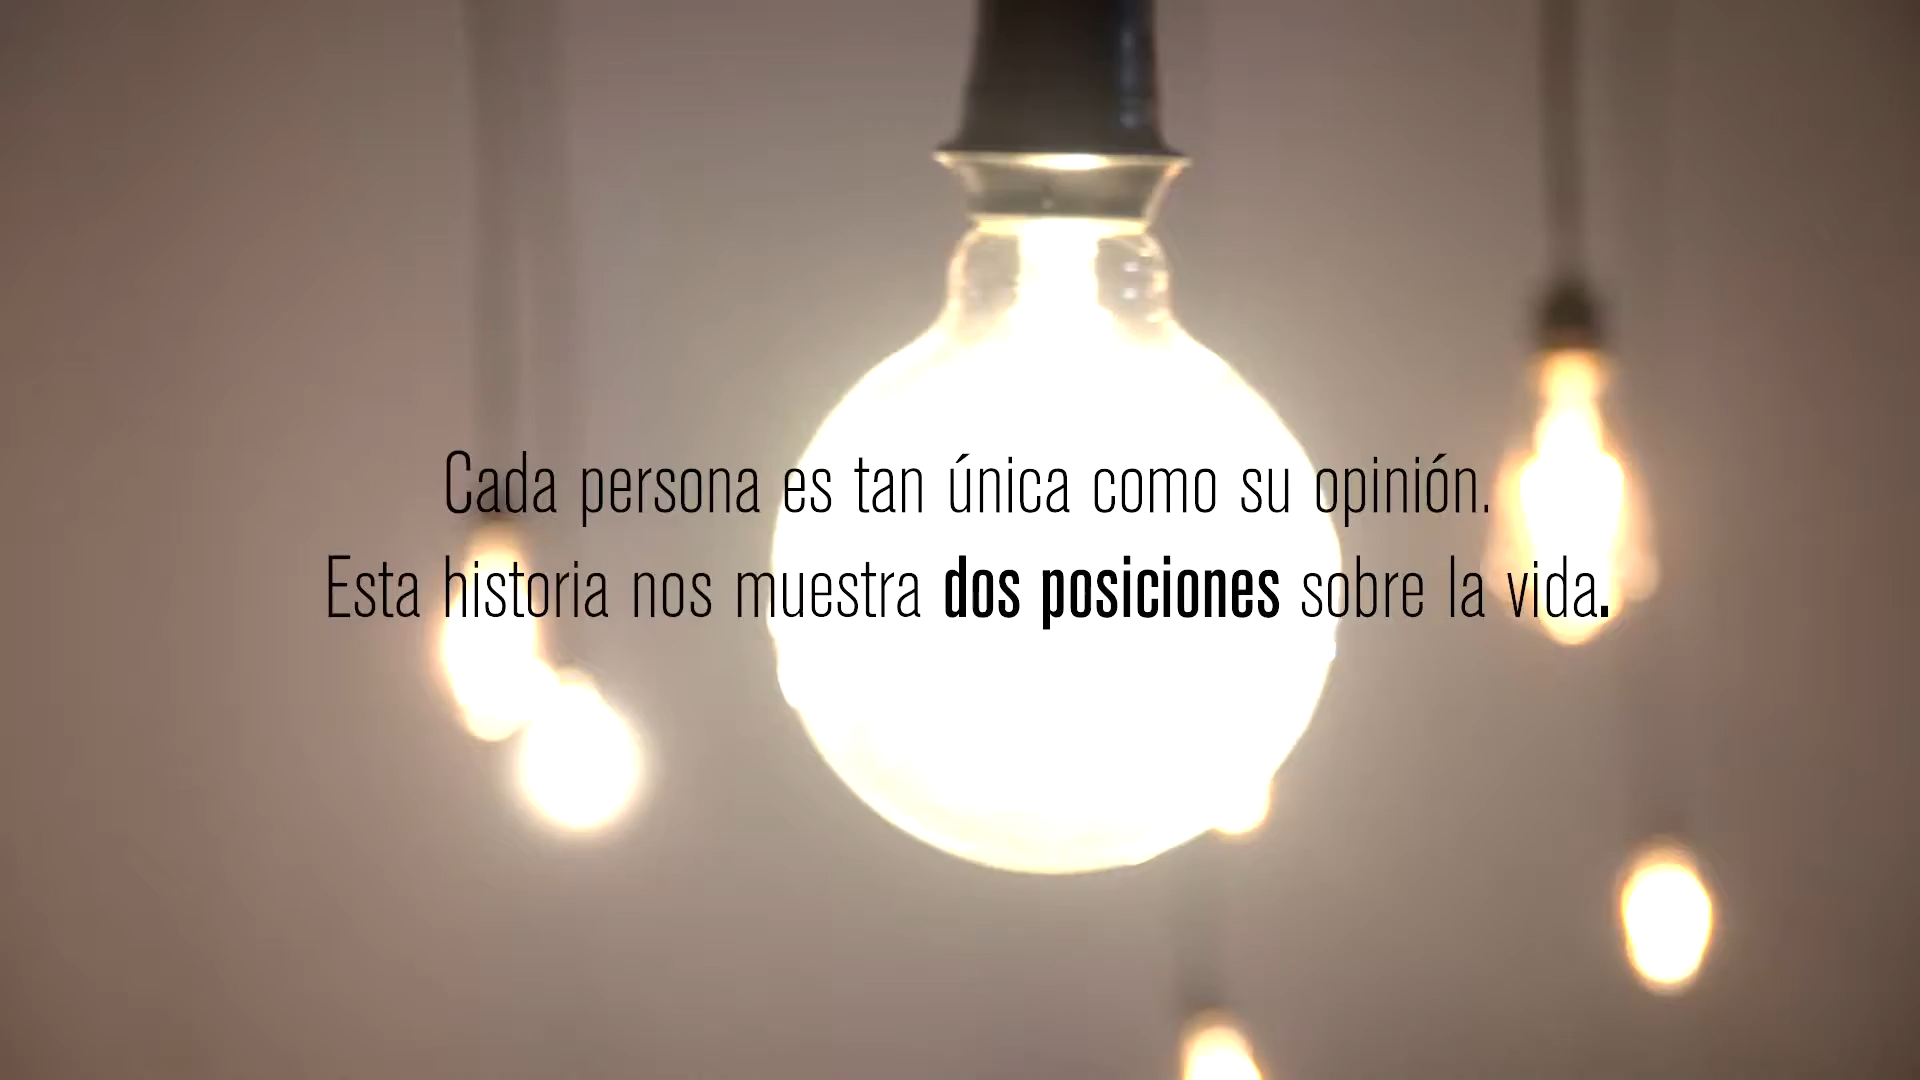 Cada persona es tan única como su opinión.
Esta historia nos muestra dos posiciones sobre la vida.